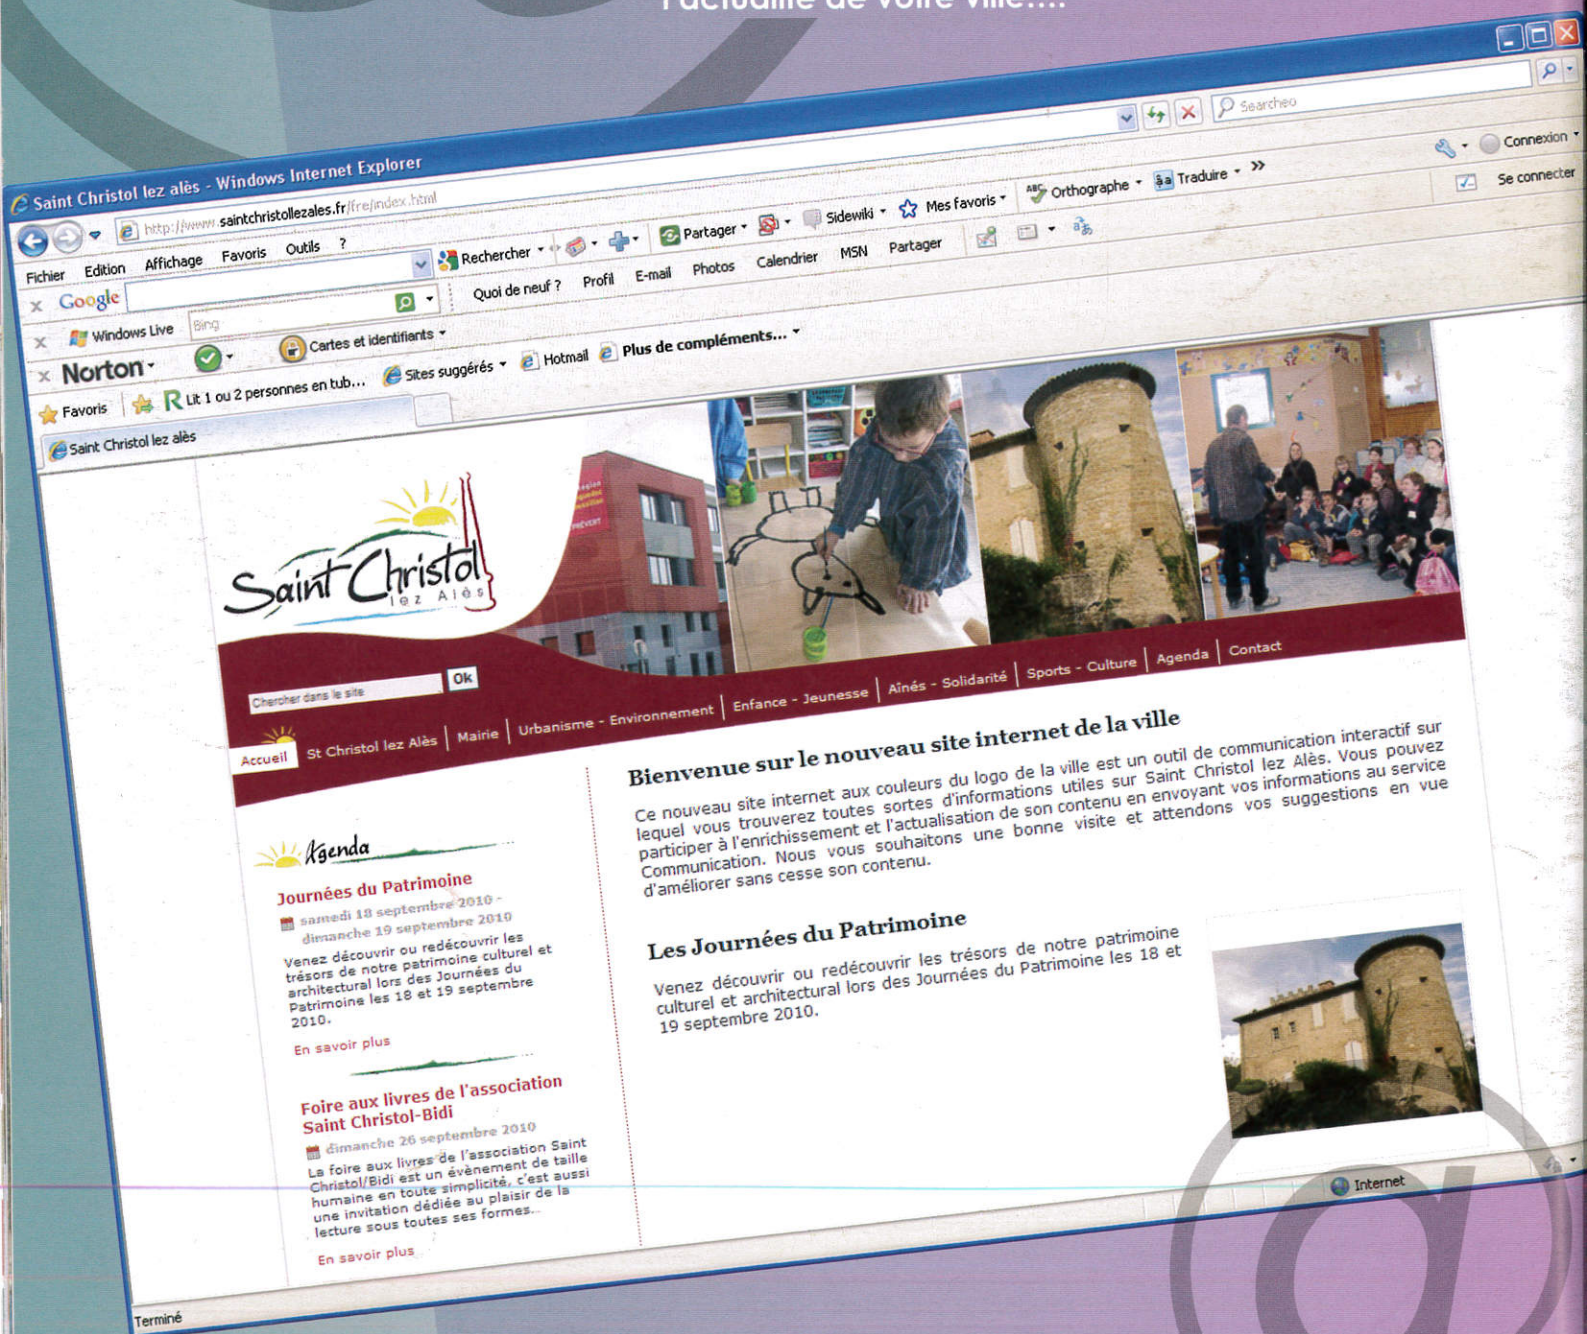 l'actualité de votre ville....
Saint Christol lez alès - Windows Internet Explorer
http://www.saintchristollezales.fr/fre/index.html
Searcheo
Fichier Edition Affichage Favoris Outils ?
Connexion
Google
Rechercher
Partager
Sidewiki
Mes favoris
Orthographe
Traduire
»
Se connecter
Windows Live
Bing
Quoi de neuf ? Profil E-mail Photos Calendrier MSN Partager
Norton
Cartes et identifiants
Favoris
Lit 1 ou 2 personnes en tub...
Sites suggérés
Hotmail
Plus de compléments...
Saint Christol lez alès
Saint Christol
lez Alès
PRÉVERT
Chercher dans le site
Ok
Accueil St Christol lez Alès Mairie Urbanisme - Environnement Enfance - Jeunesse Aînés - Solidarité Sports - Culture Agenda Contact
Agenda
Journées du Patrimoine
samedi 18 septembre 2010 -
dimanche 19 septembre 2010
Venez découvrir ou redécouvrir les
trésors de notre patrimoine culturel et
architectural lors des Journées du
Patrimoine les 18 et 19 septembre
2010.
En savoir plus
Foire aux livres de l'association
Saint Christol-Bidi
dimanche 26 septembre 2010
La foire aux livres de l'association Saint
Christol/Bidi est un évènement de taille
humaine en toute simplicité, c'est aussi
une invitation dédiée au plaisir de la
lecture sous toutes ses formes...
En savoir plus
Bienvenue sur le nouveau site internet de la ville
Ce nouveau site internet aux couleurs du logo de la ville est un outil de communication interactif sur
lequel vous trouverez toutes sortes d'informations utiles sur Saint Christol lez Alès. Vous pouvez
participer à l'enrichissement et l'actualisation de son contenu en envoyant vos informations au service
Communication. Nous vous souhaitons une bonne visite et attendons vos suggestions en vue
d'améliorer sans cesse son contenu.
Les Journées du Patrimoine
Venez découvrir ou redécouvrir les trésors de notre patrimoine
culturel et architectural lors des Journées du Patrimoine les 18 et
19 septembre 2010.
Internet
Terminé
@